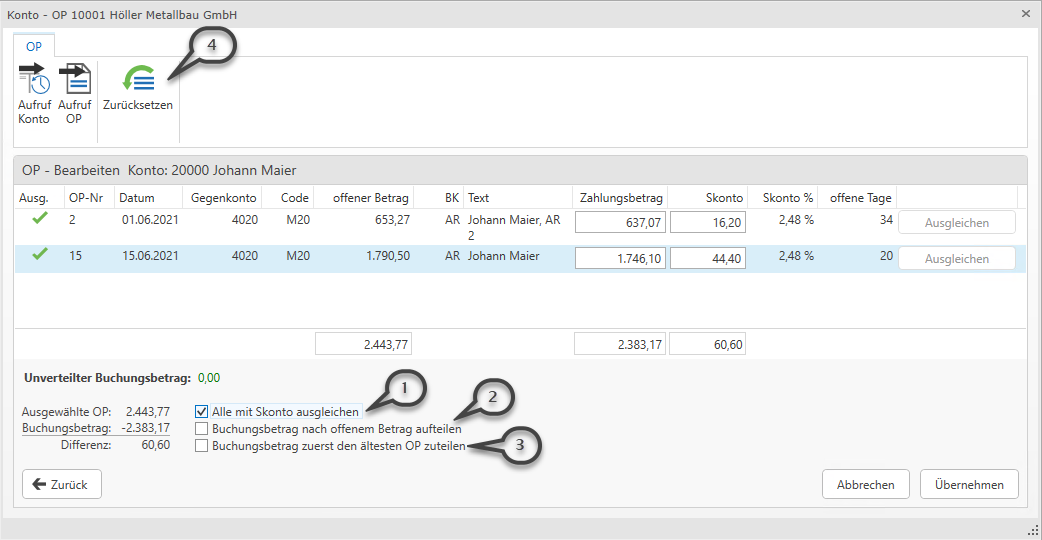 Konto - OP 10001 Höller Metallbau GmbH
OP
4
Aufruf Konto
Aufruf OP
Zurücksetzen
OP - Bearbeiten Konto: 20000 Johann Maier
Ausg. OP-Nr Datum Gegenkonto Code offener Betrag BK Text Zahlungsbetrag Skonto Skonto % offene Tage
2 01.06.2021 4020 M20 653,27 AR Johann Maier, AR 637,07 16,20 2,48 % 34 Ausgleichen
2
15 15.06.2021 4020 M20 1.790,50 AR Johann Maier 1.746,10 44,40 2,48 % 20 Ausgleichen
2.443,77 2.383,17 60,60
Unverteilter Buchungsbetrag: 0,00
1
2
3
Ausgewählte OP: 2.443,77 Alle mit Skonto ausgleichen
Buchungsbetrag: -2.383,17 Buchungsbetrag nach offenem Betrag aufteilen
Differenz: 60,60 Buchungsbetrag zuerst den ältesten OP zuteilen
Zurück Abbrechen Übernehmen